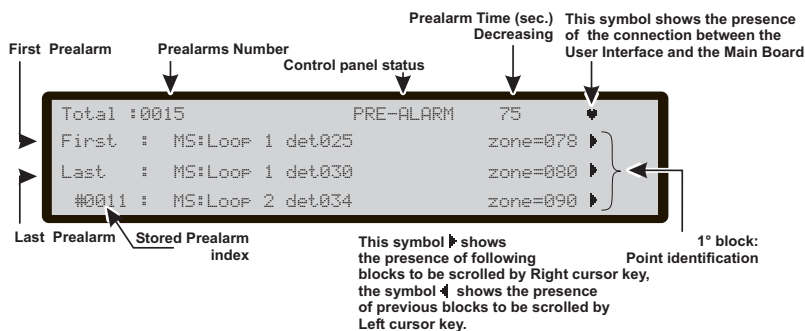 Prealarm Time (sec.)
Decreasing
This symbol shows the presence
of the connection between the
User Interface and the Main Board
First Prealarm
Prealarms Number
Control panel status
Total :0015 PRE-ALARM 75
First : MS:Loop 1 det025 zone=078
Last : MS:Loop 1 det030 zone=080
#0011 : MS:Loop 2 det034 zone=090
Last Prealarm
Stored Prealarm
index
This symbol shows
the presence of following
blocks to be scrolled by Right cursor key,
the symbol shows the presence
of previous blocks to be scrolled by
Left cursor key.
1° block:
Point identification